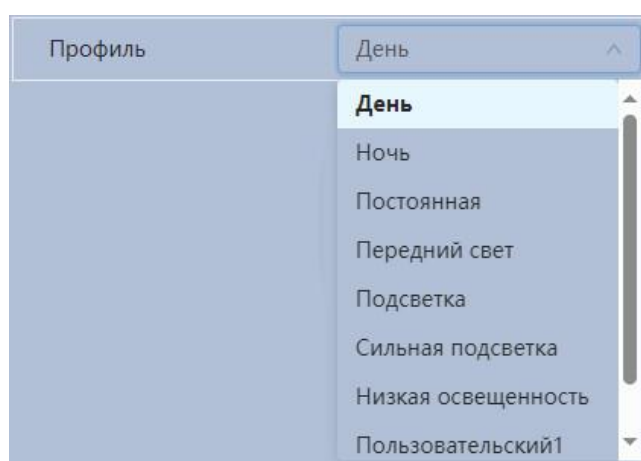 Профиль День
День
Ночь
Постоянная
Передний свет
Подсветка
Сильная подсветка
Низкая освещенность
Пользовательский1